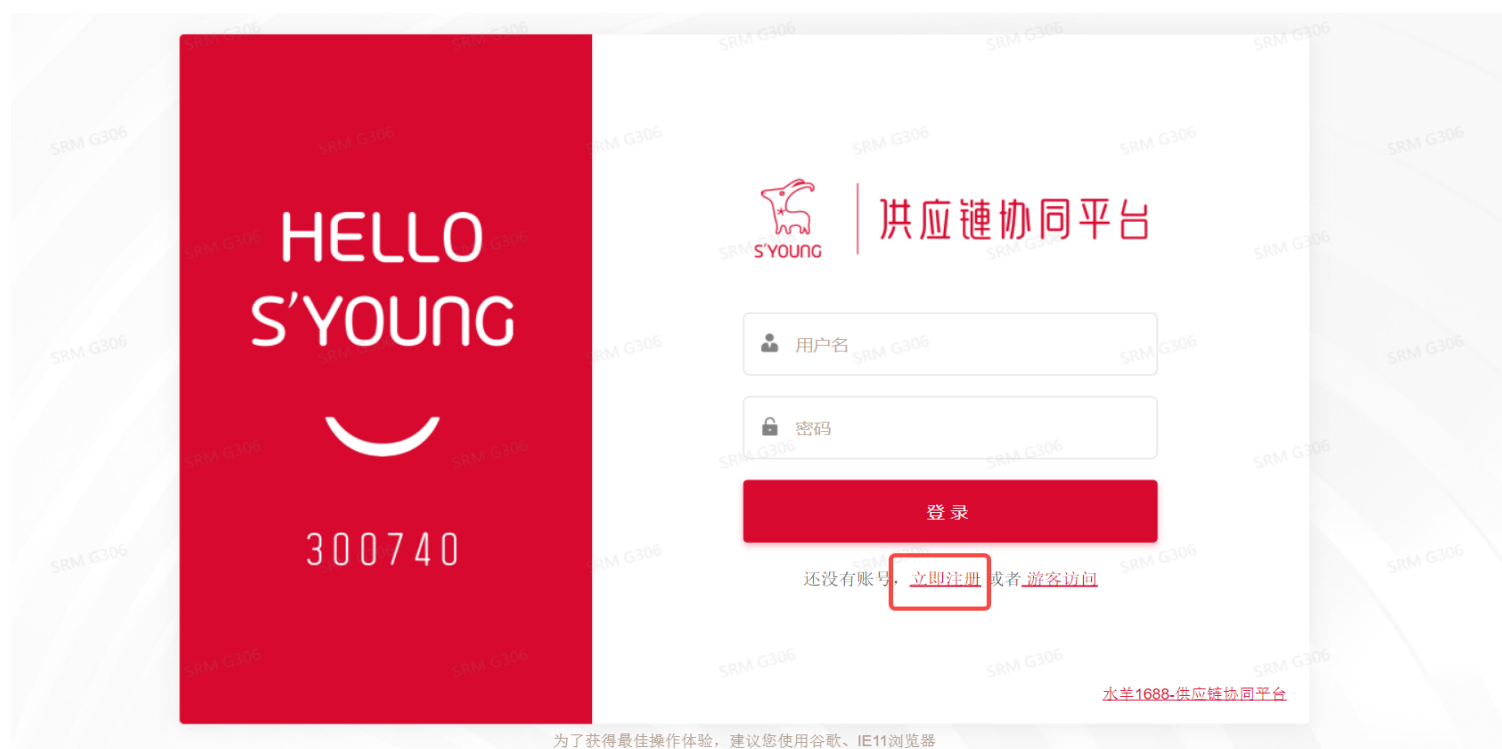 HELLO
S'YOUNG
300740
S'YOUNG
供应链协同平台
用户名
密码
登 录
还没有账号，立即注册 或者 游客访问
水羊1688-供应链协同平台
为了获得最佳操作体验，建议您使用谷歌、IE11浏览器
SRM G306